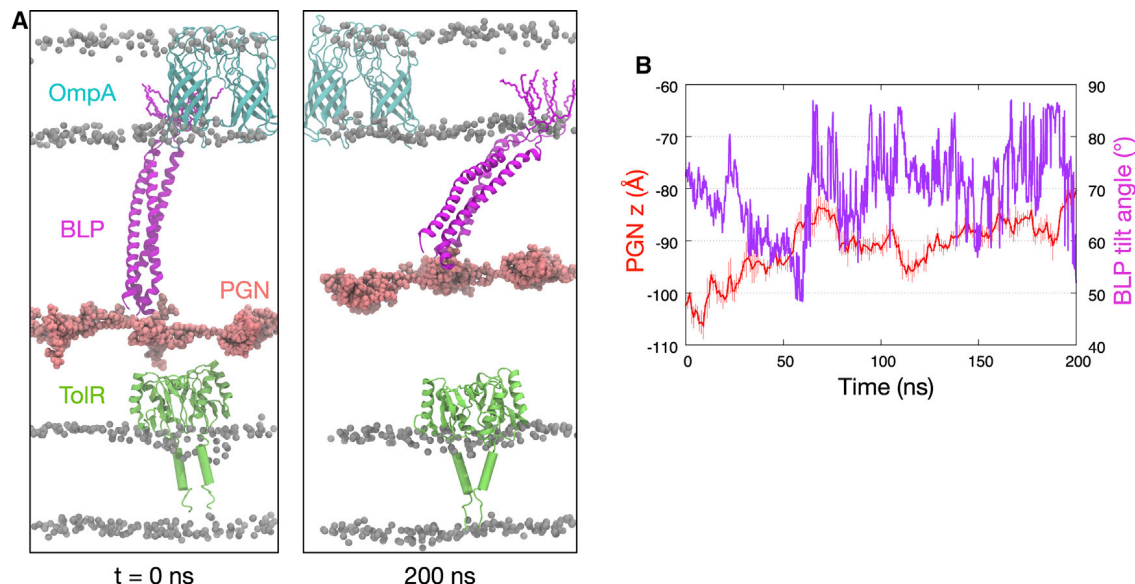 A
OmpA
BLP
PGN
TolR
t = 0 ns
200 ns
B
PGN z (Å)
-60
-70
-80
-90
-100
-110
BLP tilt angle (°)
90
80
70
60
50
40
0
50
100
150
200
Time (ns)